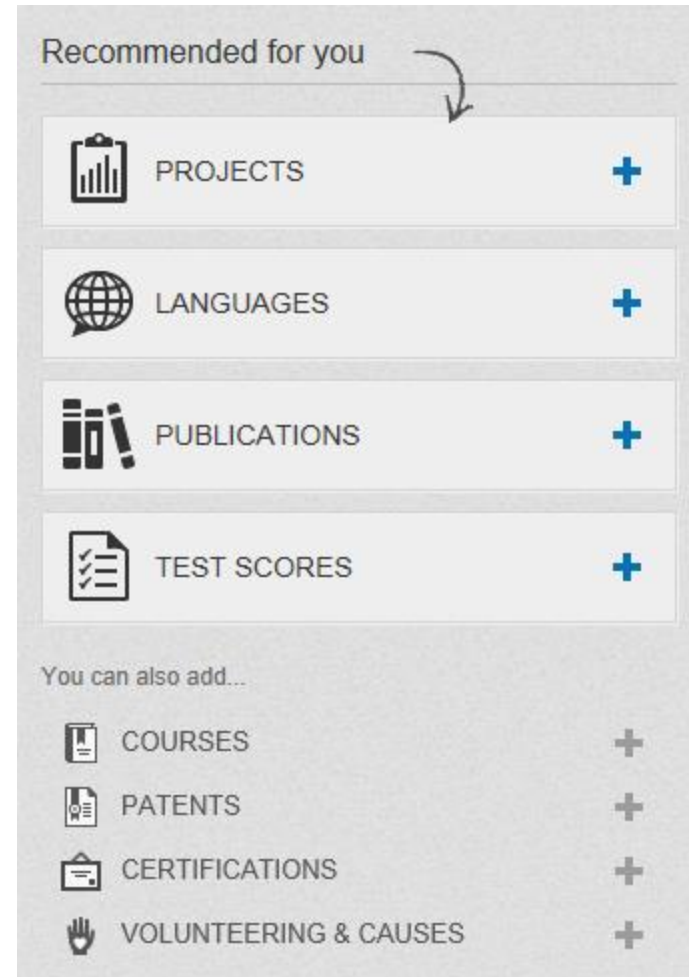 Recommended for you
PROJECTS
LANGUAGES
PUBLICATIONS
TEST SCORES
You can also add...
COURSES
PATENTS
CERTIFICATIONS
VOLUNTEERING & CAUSES